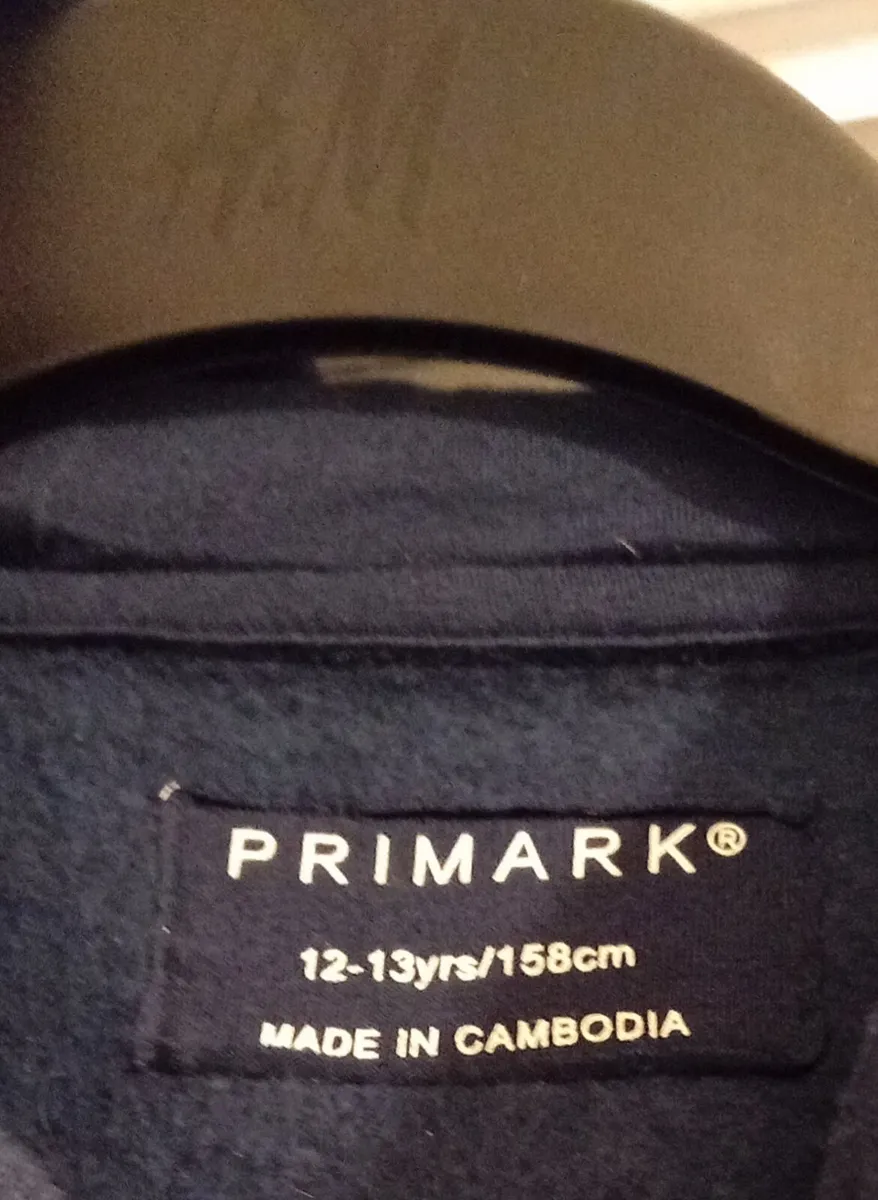 H&M
PRIMARK®
12-13yrs/158cm
MADE IN CAMBODIA